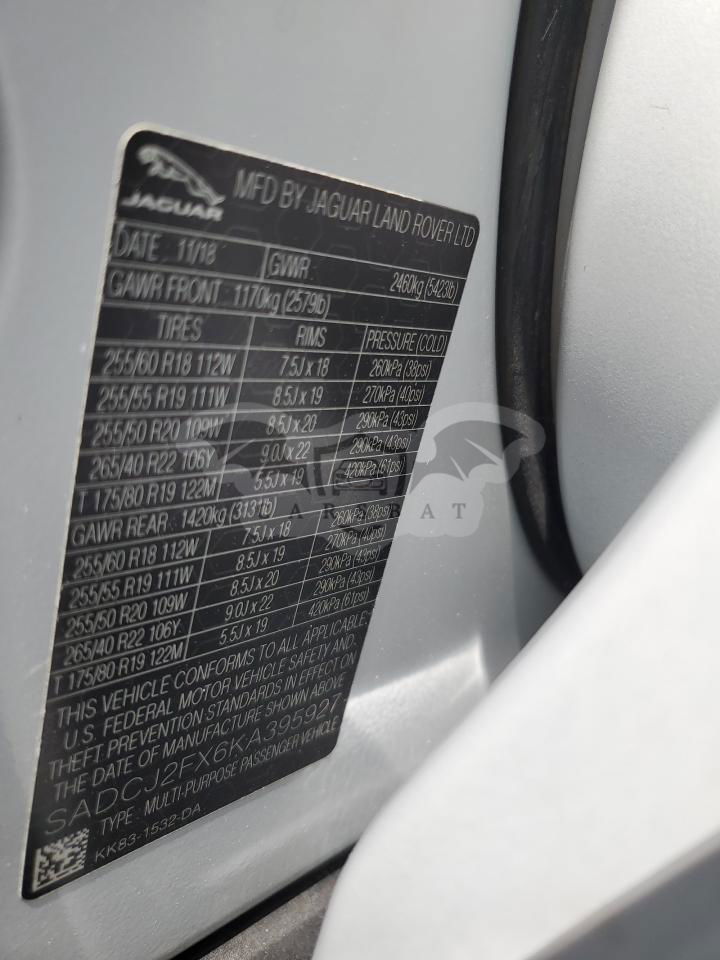 JAGUAR
MFD BY JAGUAR LAND ROVER LTD
DATE 11/18 GVWR 2460kg (5423lb)
GAWR FRONT 1170kg (2579lb)
TIRES RIMS PRESSURE (COLD)
255/60 R18 112W 7.5J x 18 260kPa (38psi)
255/55 R19 111W 8.5J x 19 270kPa (40psi)
255/50 R20 109W 8.5J x 20 290kPa (43psi)
265/40 R22 106Y 9.0J x 22 290kPa (43psi)
T 175/80 R19 122M 5.5J x 19 420kPa (61psi)
GAWR REAR 1420kg (3131lb)
255/60 R18 112W 7.5J x 18 260kPa (38psi)
255/55 R19 111W 8.5J x 19 270kPa (40psi)
255/50 R20 109W 8.5J x 20 290kPa (43psi)
265/40 R22 106Y 9.0J x 22 290kPa (43psi)
T 175/80 R19 122M 5.5J x 19 420kPa (61psi)
THIS VEHICLE CONFORMS TO ALL APPLICABLE
U.S. FEDERAL MOTOR VEHICLE SAFETY AND
THEFT PREVENTION STANDARDS IN EFFECT ON
THE DATE OF MANUFACTURE SHOWN ABOVE
SADCJ2FX6KA395927
TYPE: MULTI-PURPOSE PASSENGER VEHICLE
KK83-1532-DA